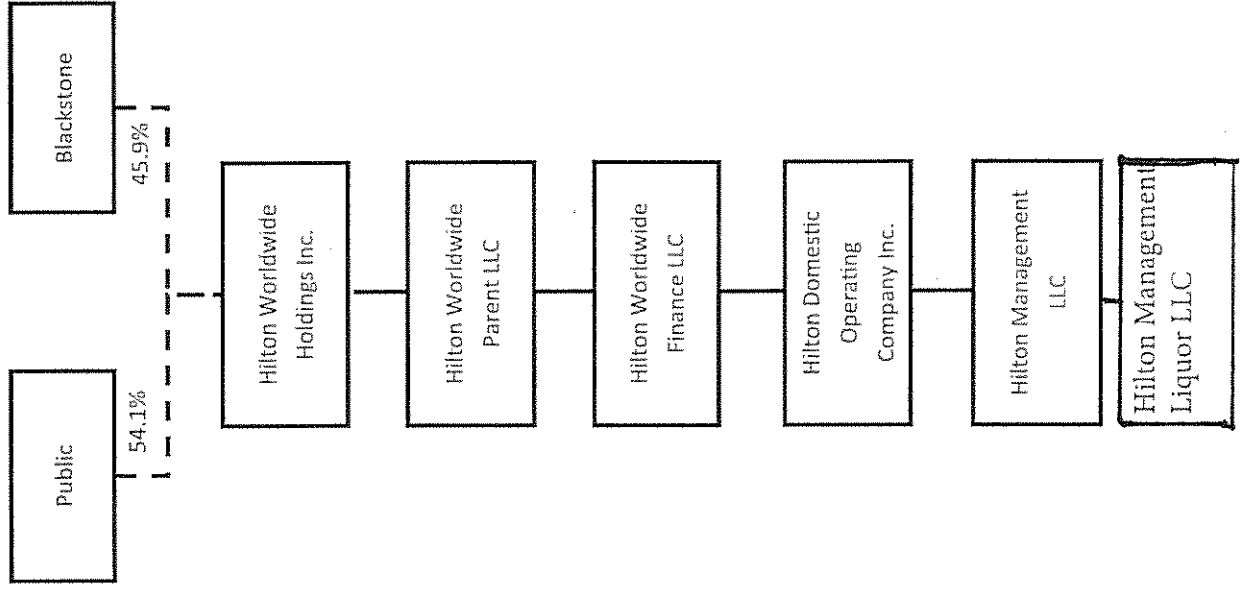 Public
Blackstone
54.1%
45.9%
Hilton Worldwide
Holdings Inc.
Hilton Worldwide
Parent LLC
Hilton Worldwide
Finance LLC
Hilton Domestic
Operating
Company Inc.
Hilton Management
LLC
Hilton Management
Liquor LLC